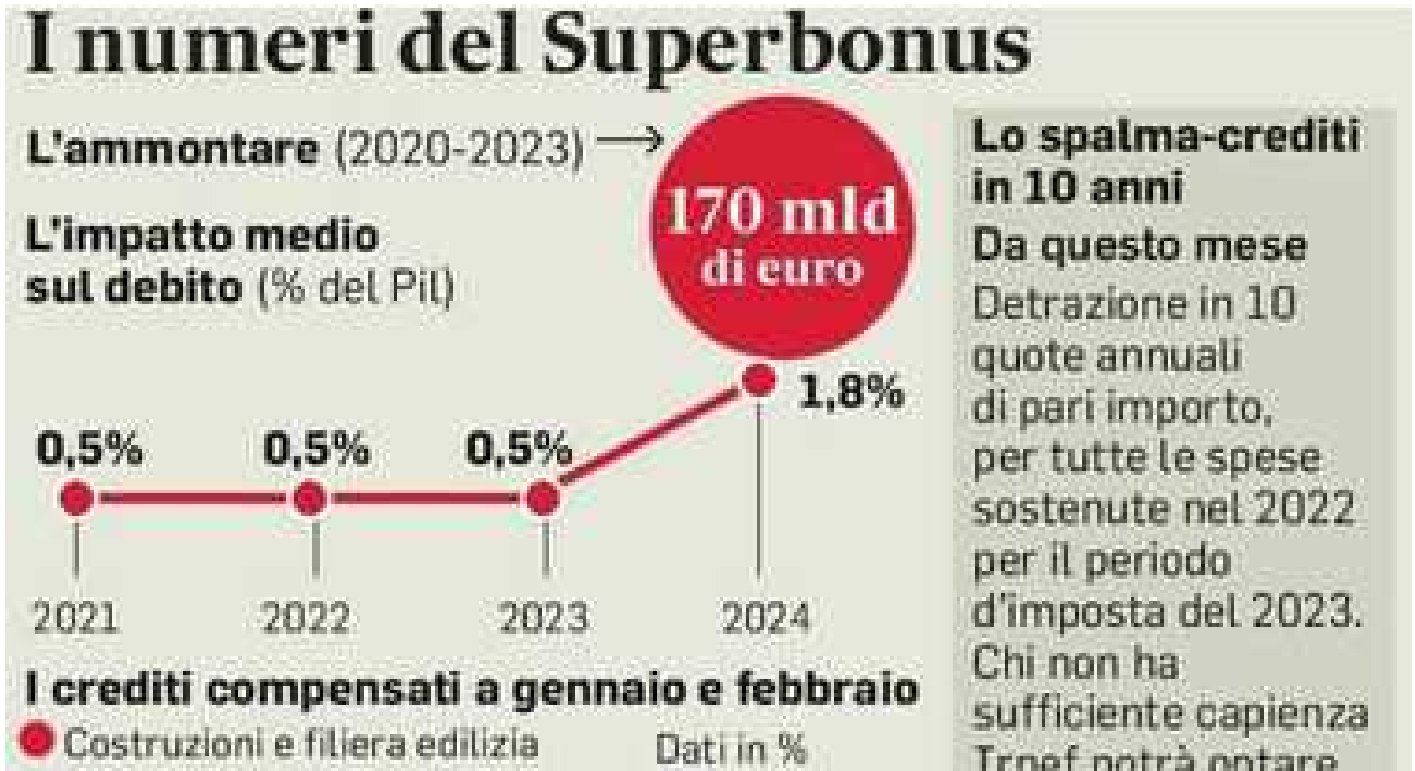 I numeri del Superbonus
L'ammontare (2020-2023)
170 mld
di euro
L'impatto medio
sul debito (% del Pil)
0,5%
0,5%
0,5%
1,8%
2021
2022
2023
2024
I crediti compensati a gennaio e febbraio
Costruzioni e filiera edilizia
Dati in %
Lo spalma-crediti
in 10 anni
Da questo mese
Detrazione in 10
quote annuali
di pari importo,
per tutte le spese
sostenute nel 2022
per il periodo
d'imposta del 2023.
Chi non ha
sufficiente capienza
Irpef potrà optare